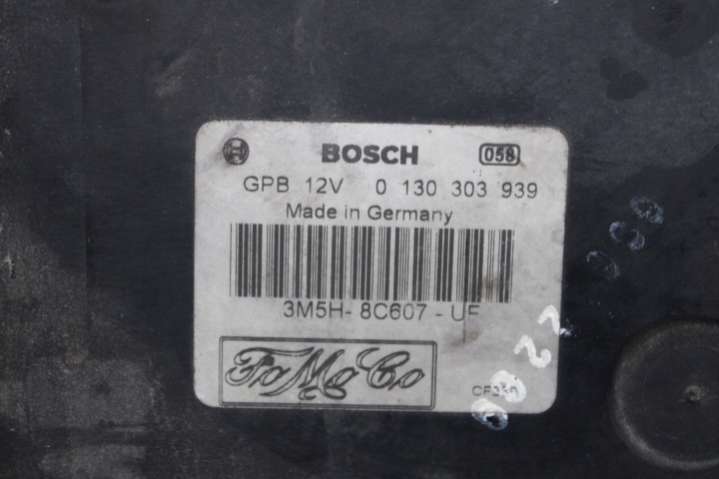 BOSCH 058
GPB 12V 0 130 303 939
Made in Germany
3M5H-8C607-UF
FoMoCo